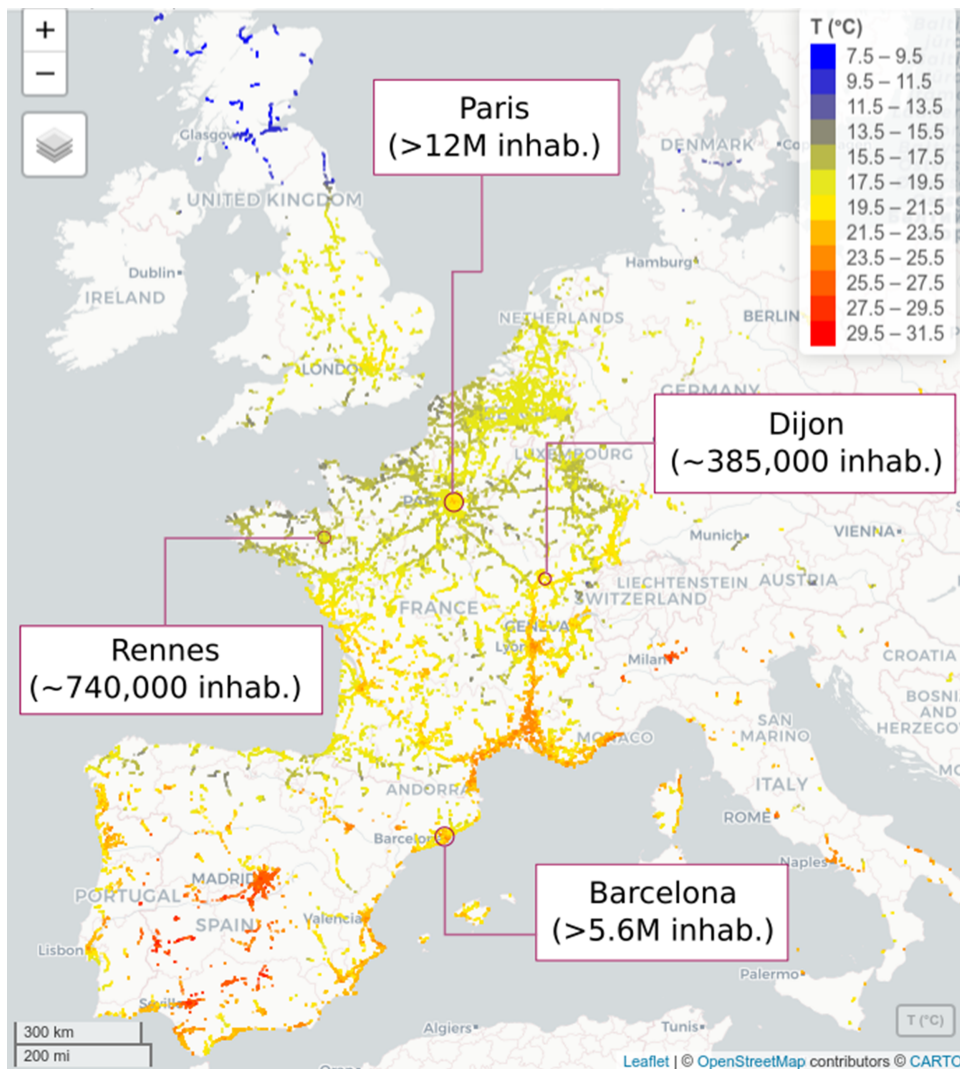 +
−
T (°C)
7.5 – 9.5
9.5 – 11.5
11.5 – 13.5
13.5 – 15.5
15.5 – 17.5
17.5 – 19.5
19.5 – 21.5
21.5 – 23.5
23.5 – 25.5
25.5 – 27.5
27.5 – 29.5
29.5 – 31.5
Paris
(>12M inhab.)
Glasgow
DENMARK
UNITED KINGDOM
Dublin
IRELAND
Hamburg
NETHERLANDS
BERLIN
LONDON
GERMANY
Dijon
(~385,000 inhab.)
LUXEMBOURG
Munich
VIENNA
LIECHTENSTEIN
AUSTRIA
SWITZERLAND
FRANCE
GENEVA
Lyon
Milan
CROATIA
Rennes
(~740,000 inhab.)
BOSNIA
AND
HERZEGO
SAN
MARINO
MONACO
ITALY
ANDORRA
ROME
Barcelon
Naples
MADRID
PORTUGAL
SPAIN
Valencia
Lisbon
Barcelona
(>5.6M inhab.)
Palermo
Sevilla
T (°C)
300 km
200 mi
Algiers
Tunis
Leaflet | © OpenStreetMap contributors © CARTO